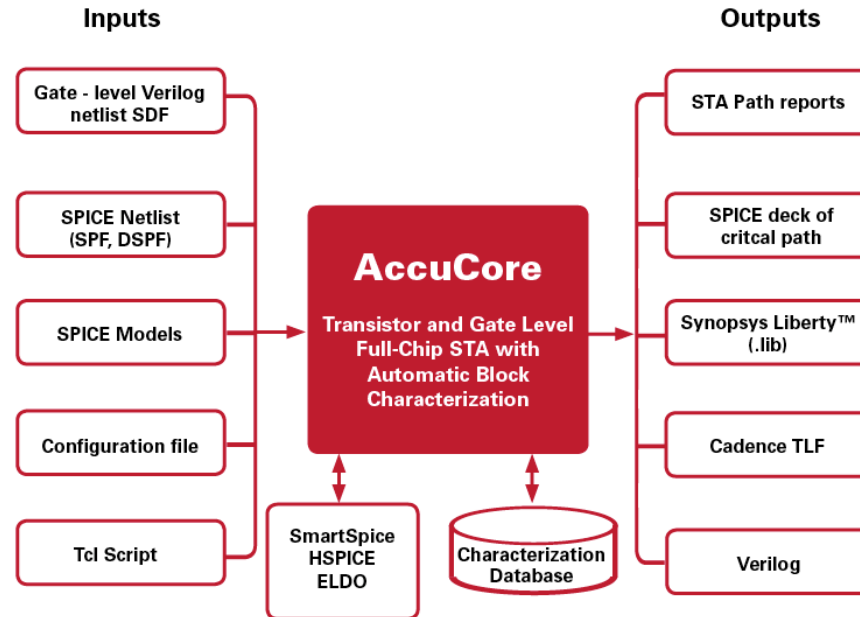 Inputs
Outputs
Gate - level Verilog
netlist SDF
SPICE Netlist
(SPF, DSPF)
SPICE Models
Configuration file
Tcl Script
AccuCore
Transistor and Gate Level
Full-Chip STA with
Automatic Block
Characterization
SmartSpice
HSPICE
ELDO
Characterization
Database
STA Path reports
SPICE deck of
critcal path
Synopsys Liberty™
(.lib)
Cadence TLF
Verilog